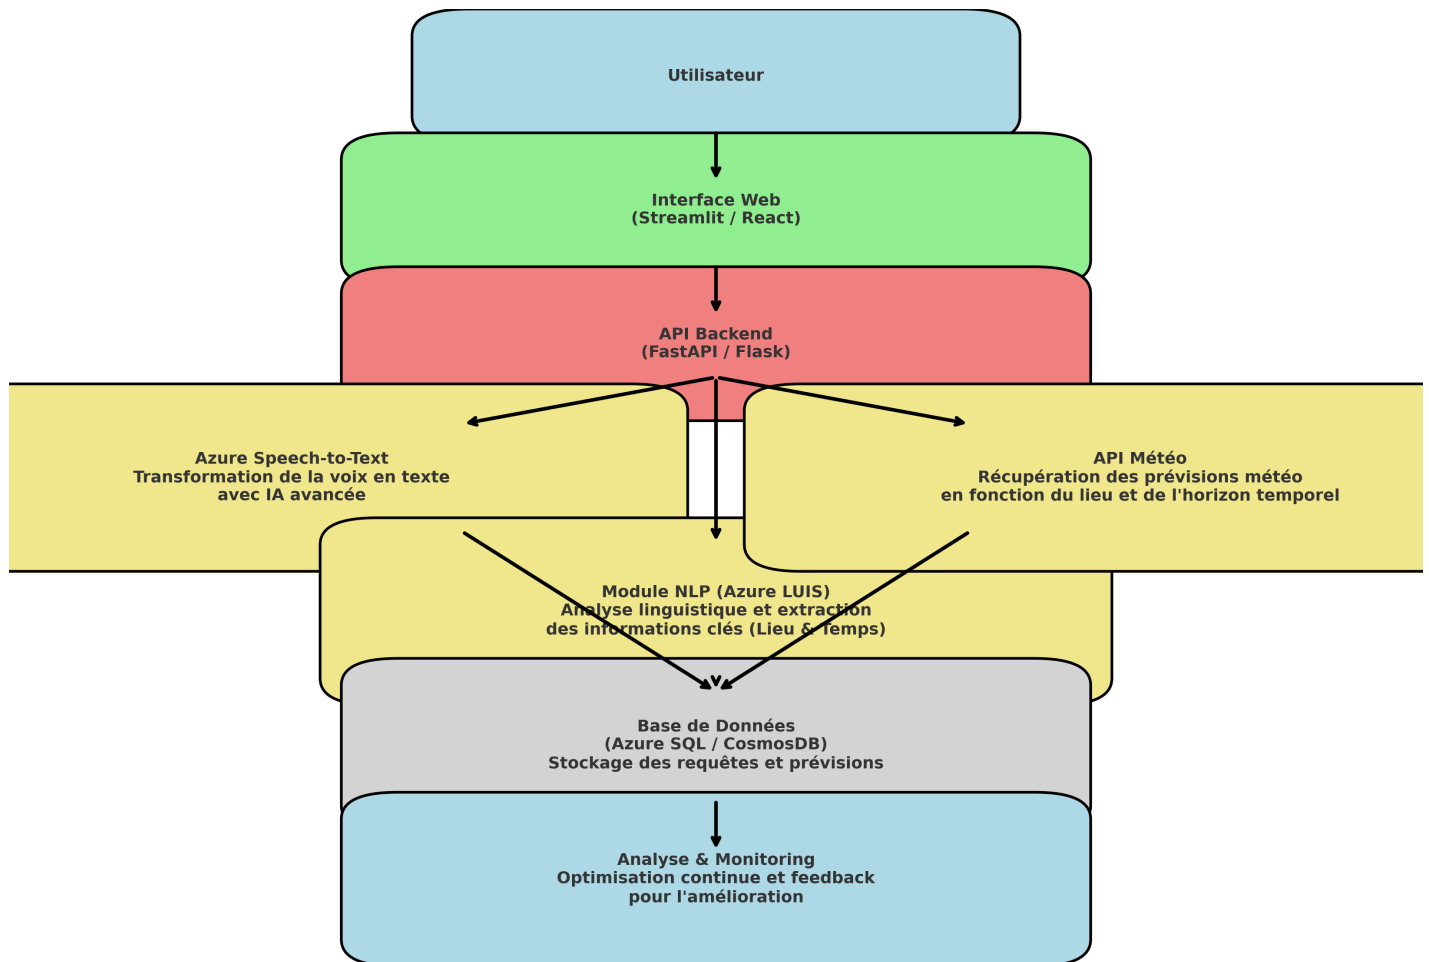 Utilisateur
Interface Web
(Streamlit / React)
API Backend
(FastAPI / Flask)
Azure Speech-to-Text
Transformation de la voix en texte
avec IA avancée
API Météo
Récupération des prévisions météo
en fonction du lieu et de l'horizon temporel
Module NLP (Azure LUIS)
Analyse linguistique et extraction
des informations clés (Lieu & Temps)
Base de Données
(Azure SQL / CosmosDB)
Stockage des requêtes et prévisions
Analyse & Monitoring
Optimisation continue et feedback
pour l'amélioration